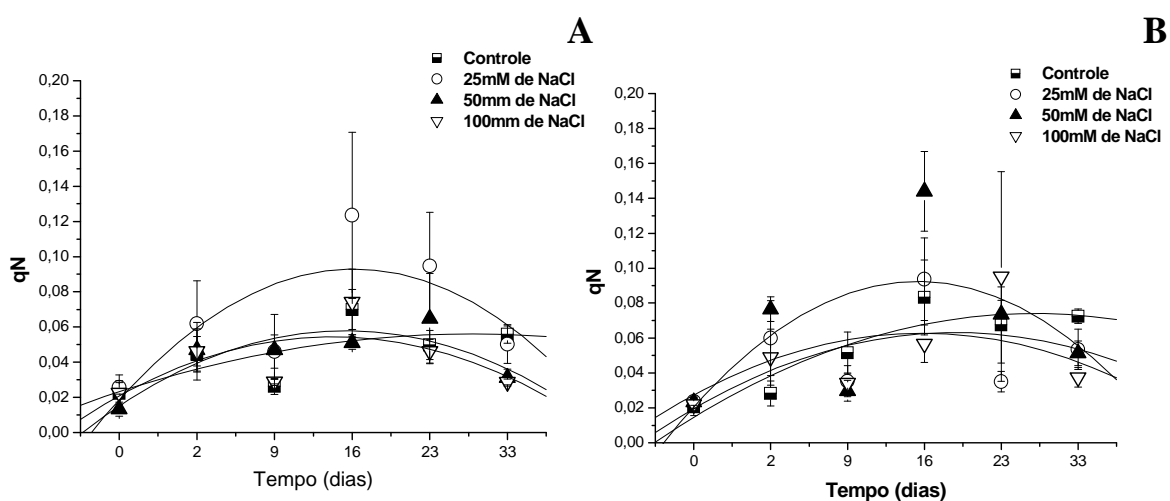 A
Controle
25mM de NaCl
50mm de NaCl
100mm de NaCl
0,20
0,18
0,16
0,14
0,12
0,10
0,08
0,06
0,04
0,02
0,00
qN
0 2 9 16 23 33
Tempo (dias)
B
Controle
25mM de NaCl
50mM de NaCl
100mM de NaCl
0,20
0,18
0,16
0,14
0,12
0,10
0,08
0,06
0,04
0,02
0,00
qN
0 2 9 16 23 33
Tempo (dias)